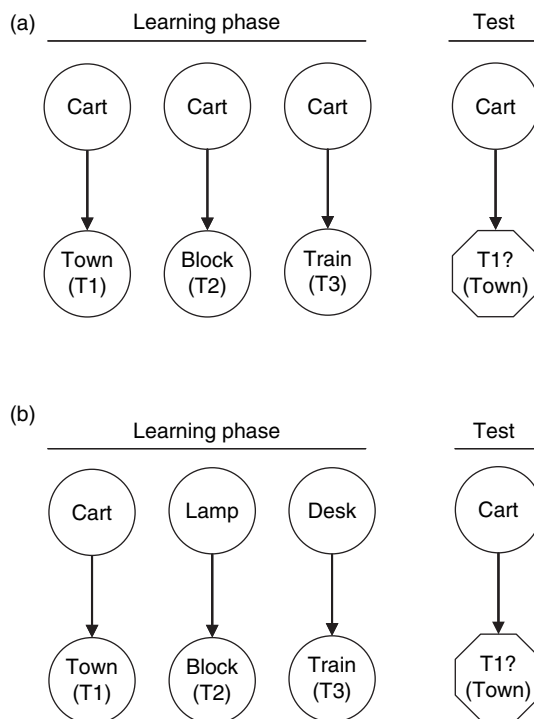 (a)
Learning phase Test
Cart Cart Cart Cart
Town Block Train T1?
(T1) (T2) (T3) (Town)
(b)
Learning phase Test
Cart Lamp Desk Cart
Town Block Train T1?
(T1) (T2) (T3) (Town)